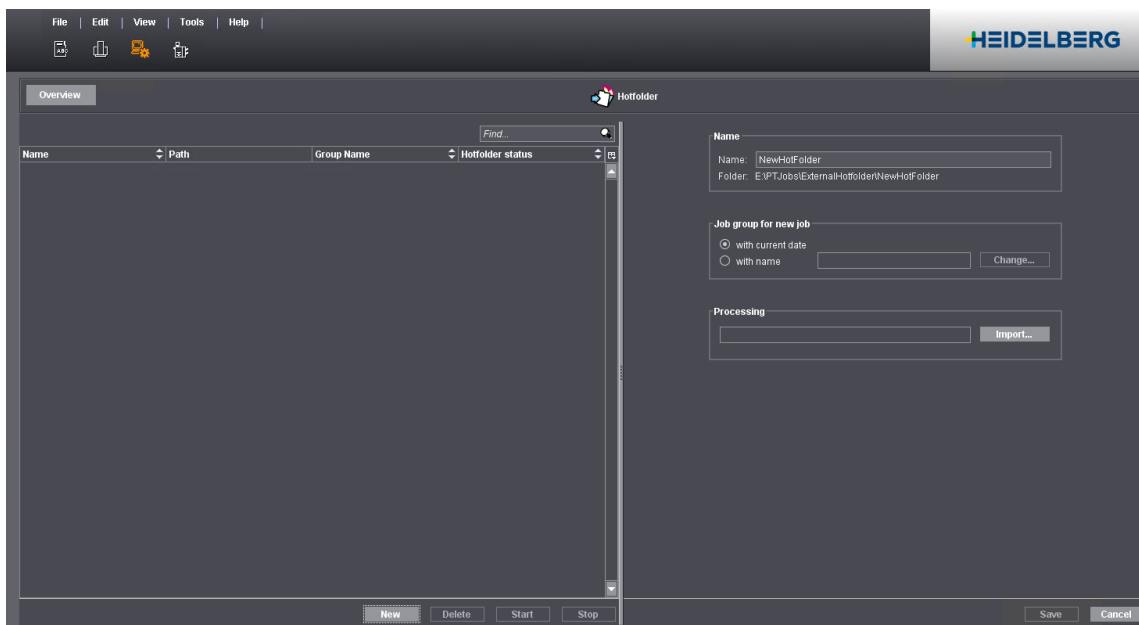 File | Edit | View | Tools | Help |
HEIDELBERG
Overview
Hotfolder
Find...
Name Path Group Name Hotfolder status
Name
Name: NewHotFolder
Folder: E:\PTJobs\ExternalHotfolder\NewHotFolder
Job group for new job
with current date
with name Change...
Processing
Import...
New Delete Start Stop
Save Cancel